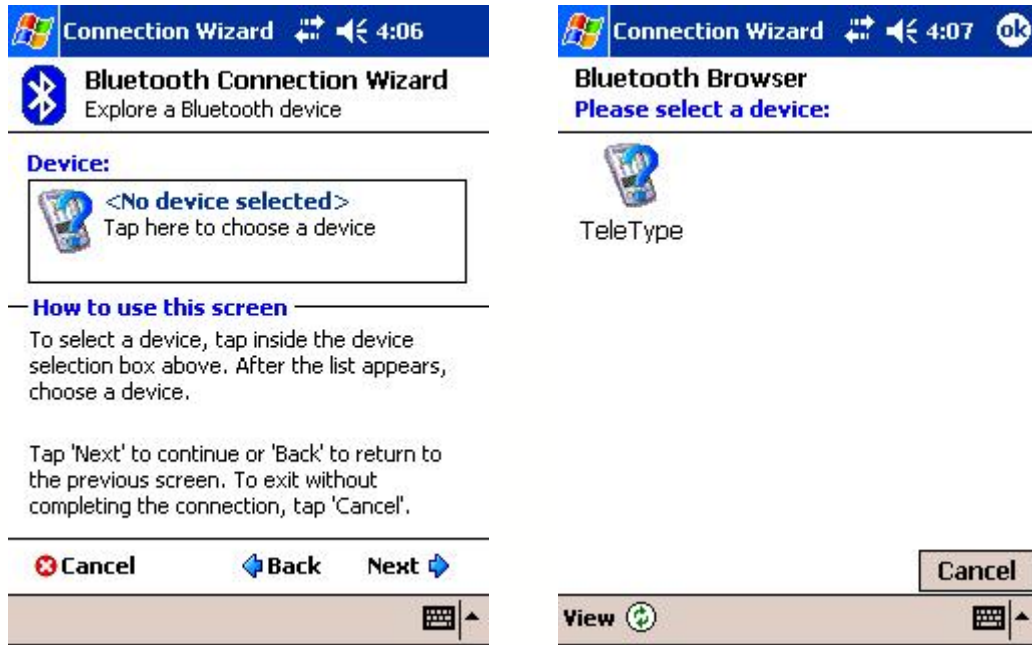 Connection Wizard 4:06
Bluetooth Connection Wizard
Explore a Bluetooth device
Device:
<No device selected>
Tap here to choose a device
How to use this screen
To select a device, tap inside the device
selection box above. After the list appears,
choose a device.
Tap 'Next' to continue or 'Back' to return to
the previous screen. To exit without
completing the connection, tap 'Cancel'.
Cancel Back Next
Connection Wizard 4:07 ok
Bluetooth Browser
Please select a device:
TeleType
Cancel
View